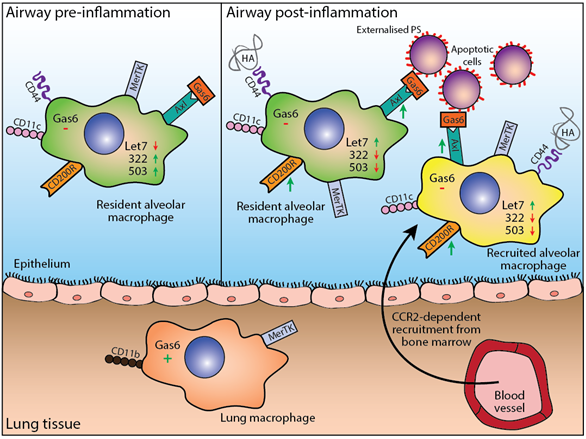 Airway pre-inflammation
CD44
MerTK
Gas6
Axl
Gas6
-
CD11c
Let7
322
503
CD200R
Resident alveolar
macrophage
Airway post-inflammation
Externalised PS
Apoptotic
cells
HA
CD44
Gas6
Axl
Gas6
-
CD11c
Let7
322
503
CD200R
MerTK
Resident alveolar
macrophage
Gas6
Axl
MerTK
HA
CD44
Gas6
-
CD11c
Let7
322
503
CD200R
Recruited alveolar
macrophage
Epithelium
CCR2-dependent
recruitment from
bone marrow
MerTK
Gas6
+
CD11b
Lung macrophage
Blood
vessel
Lung tissue